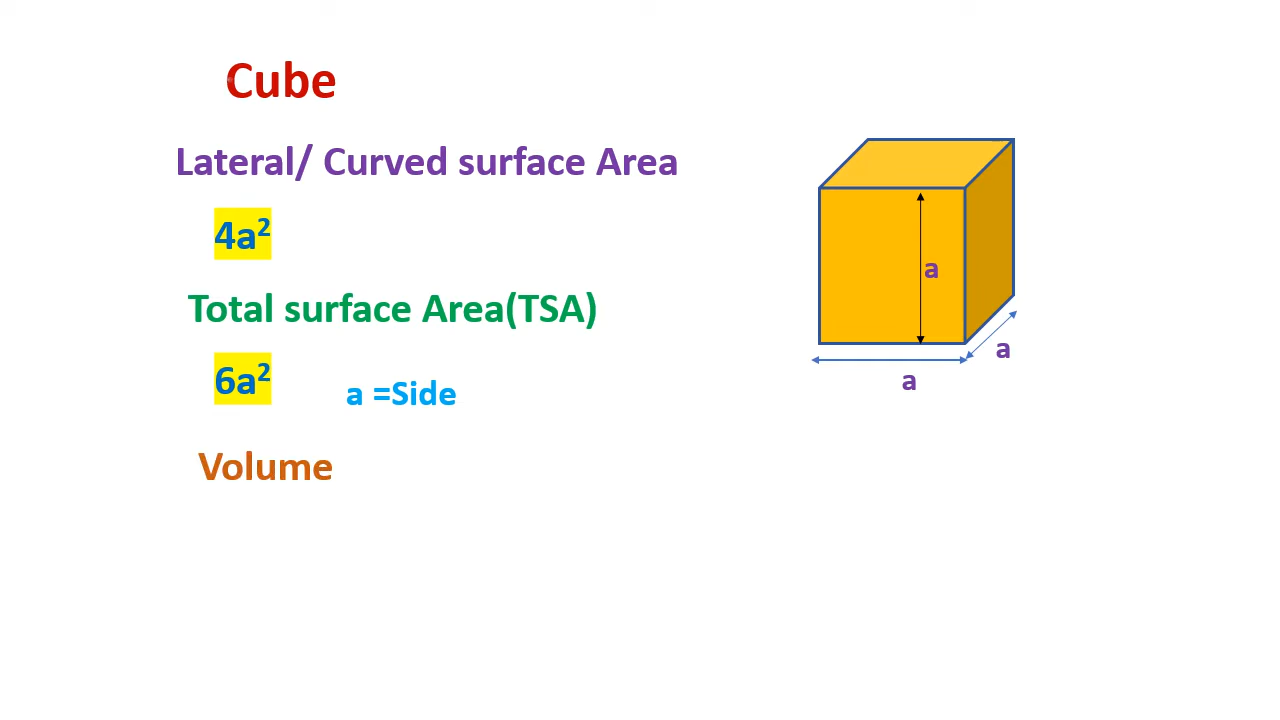 Cube
Lateral/ Curved surface Area
4a²
Total surface Area(TSA)
6a²
a =Side
Volume
a
a
a